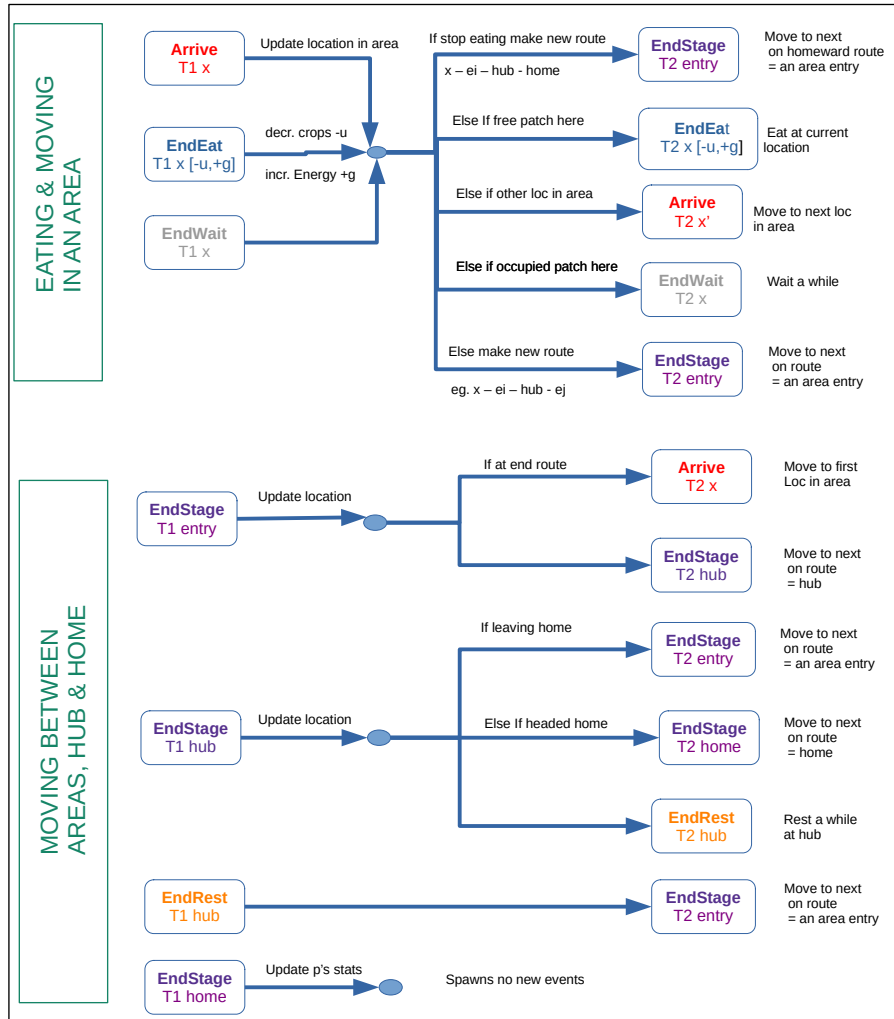 EATING & MOVING
IN AN AREA
Arrive
T1 x
Update location in area
EndEat
T1 x [-u,+g]
decr. crops -u
incr. Energy +g
EndWait
T1 x
If stop eating make new route
x – ei – hub - home
EndStage
T2 entry
Move to next
on homeward route
= an area entry
Else If free patch here
EndEat
T2 x [-u,+g]
Eat at current
location
Else if other loc in area
Arrive
T2 x’
Move to next loc
in area
Else if occupied patch here
EndWait
T2 x
Wait a while
Else make new route
eg. x – ei – hub - ej
EndStage
T2 entry
Move to next
on route
= an area entry
MOVING BETWEEN
AREAS, HUB & HOME
EndStage
T1 entry
Update location
If at end route
Arrive
T2 x
Move to first
Loc in area
EndStage
T2 hub
Move to next
on route
= hub
EndStage
T1 hub
Update location
If leaving home
EndStage
T2 entry
Move to next
on route
= an area entry
Else If headed home
EndStage
T2 home
Move to next
on route
= home
EndRest
T2 hub
Rest a while
at hub
EndRest
T1 hub
EndStage
T2 entry
Move to next
on route
= an area entry
EndStage
T1 home
Update p's stats
Spawns no new events